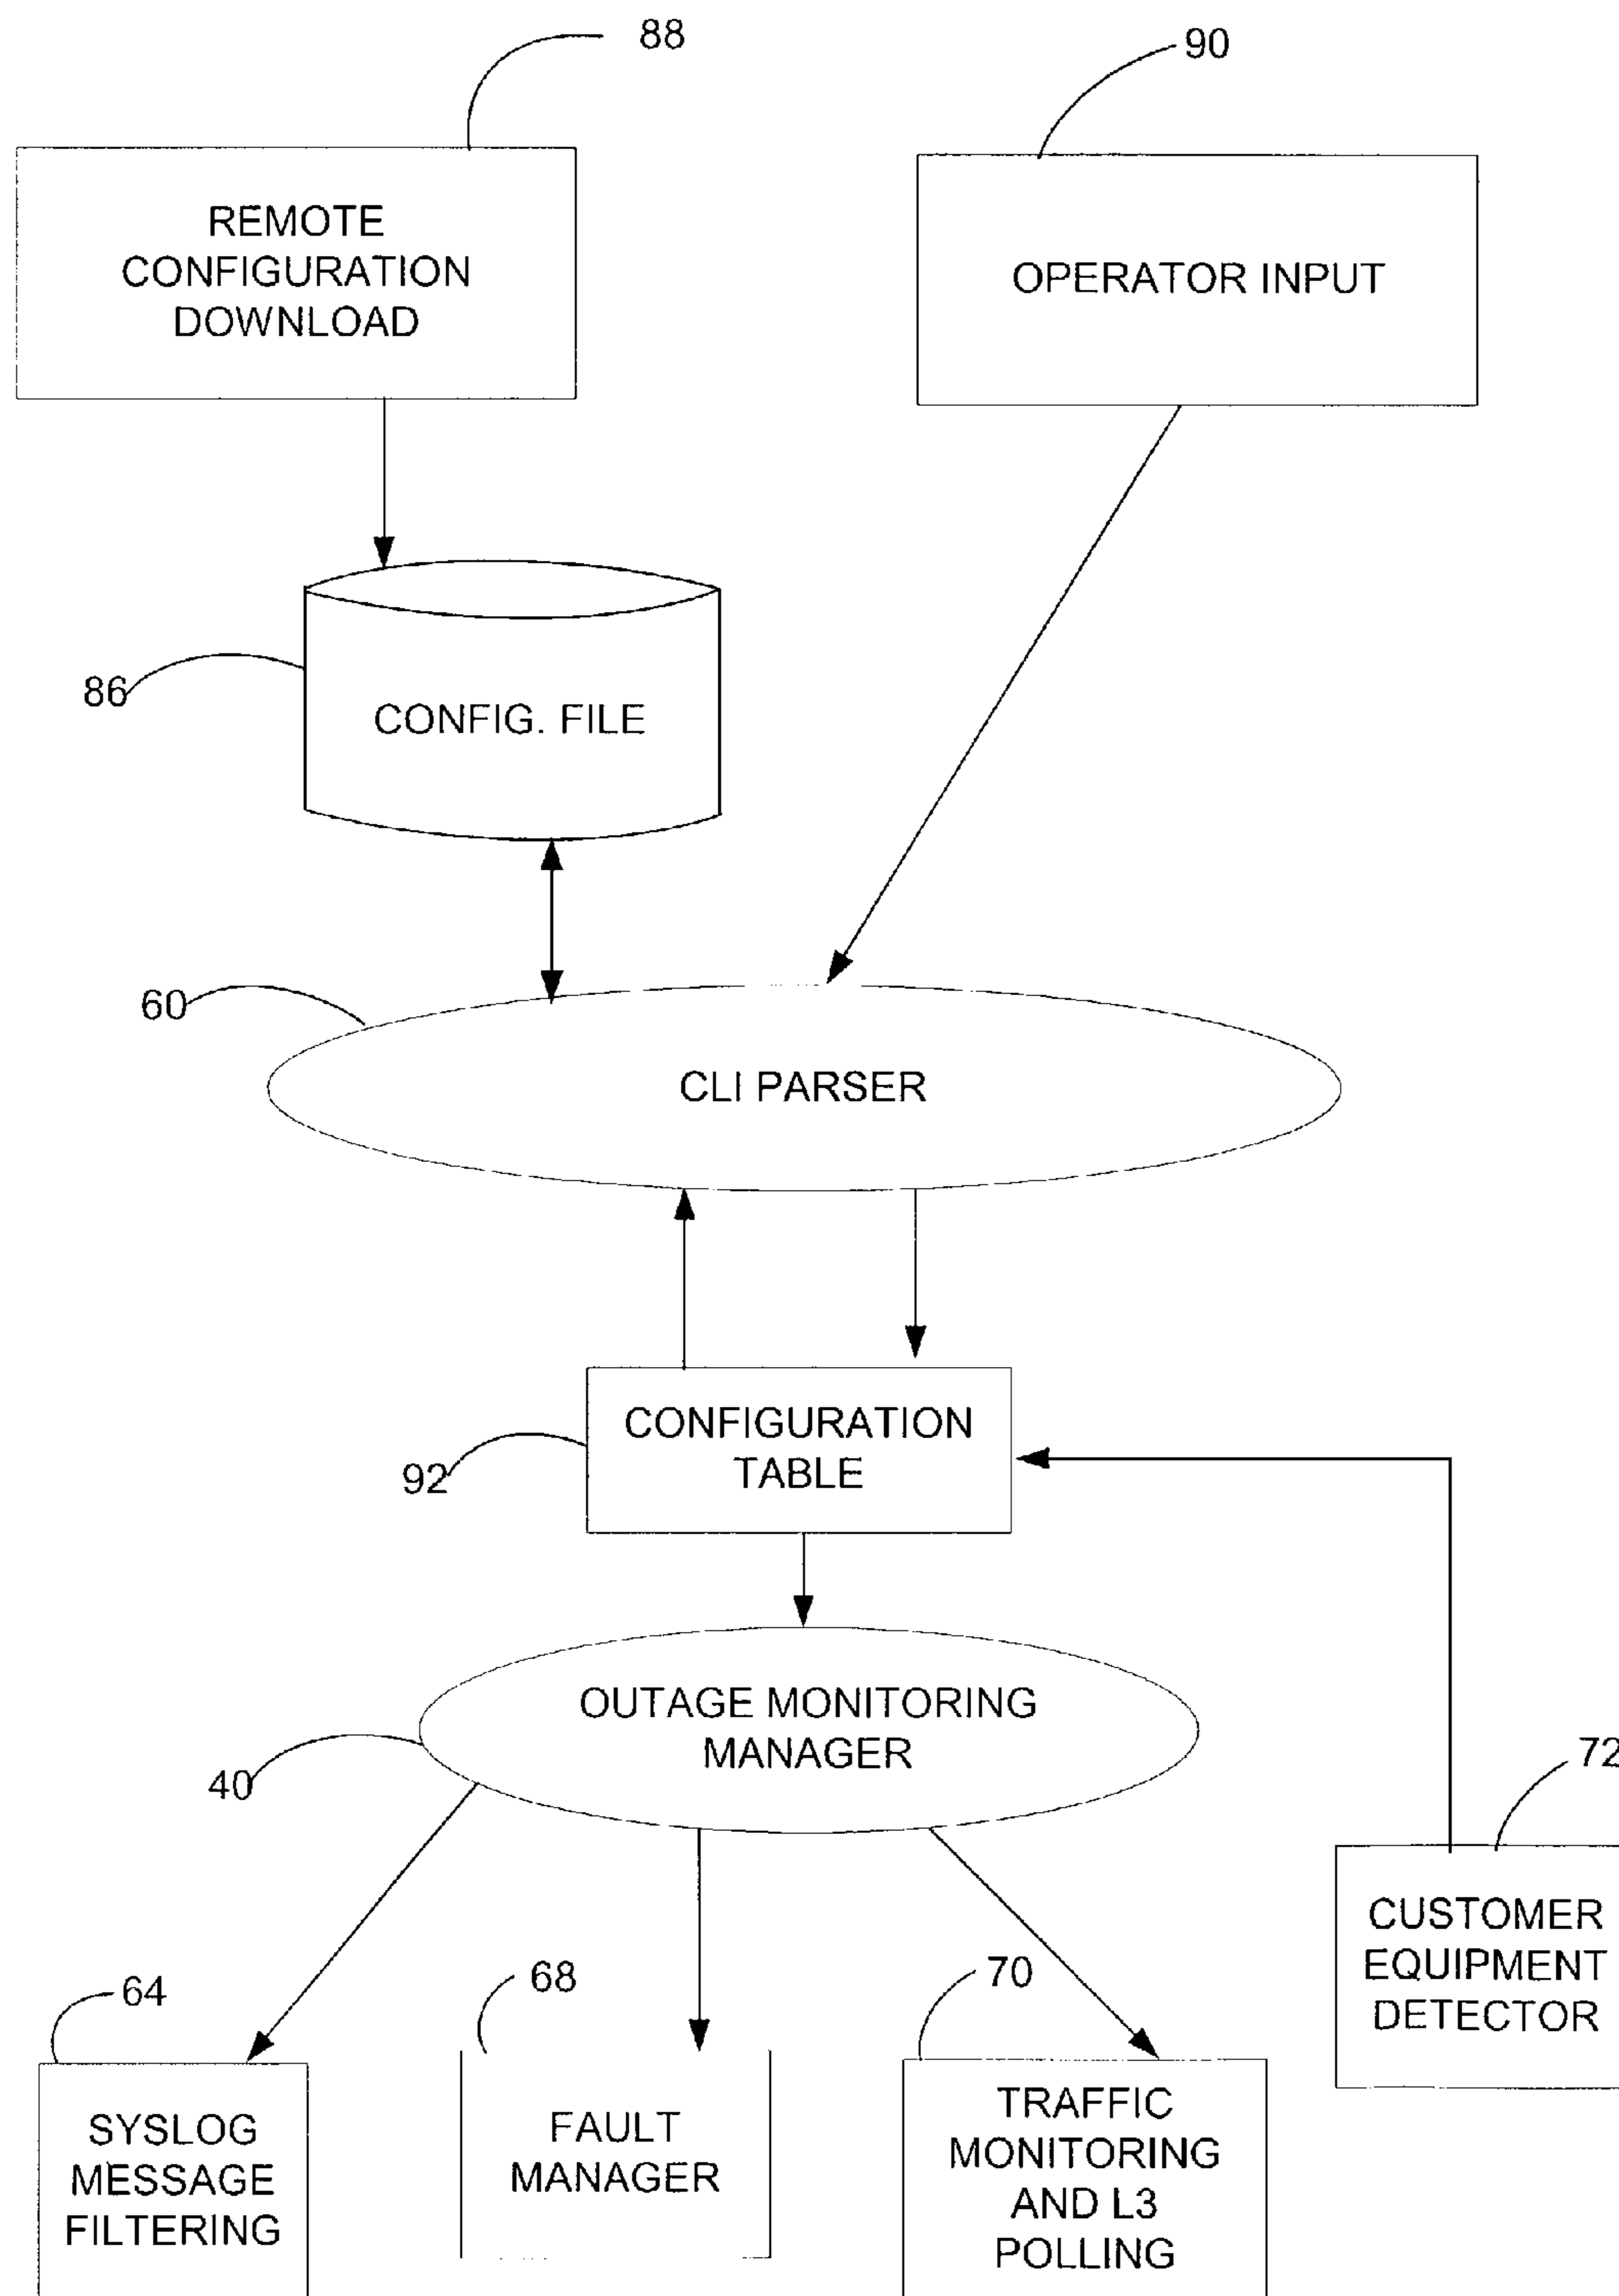 88
90
REMOTE
CONFIGURATION
DOWNLOAD
OPERATOR INPUT
86
CONFIG. FILE
60
CLI PARSER
CONFIGURATION
TABLE
92
OUTAGE MONITORING
MANAGER
40
72
CUSTOMER
EQUIPMENT
DETECTOR
64
68
70
SYSLOG
MESSAGE
FILTERING
FAULT
MANAGER
TRAFFIC
MONITORING
AND L3
POLLING